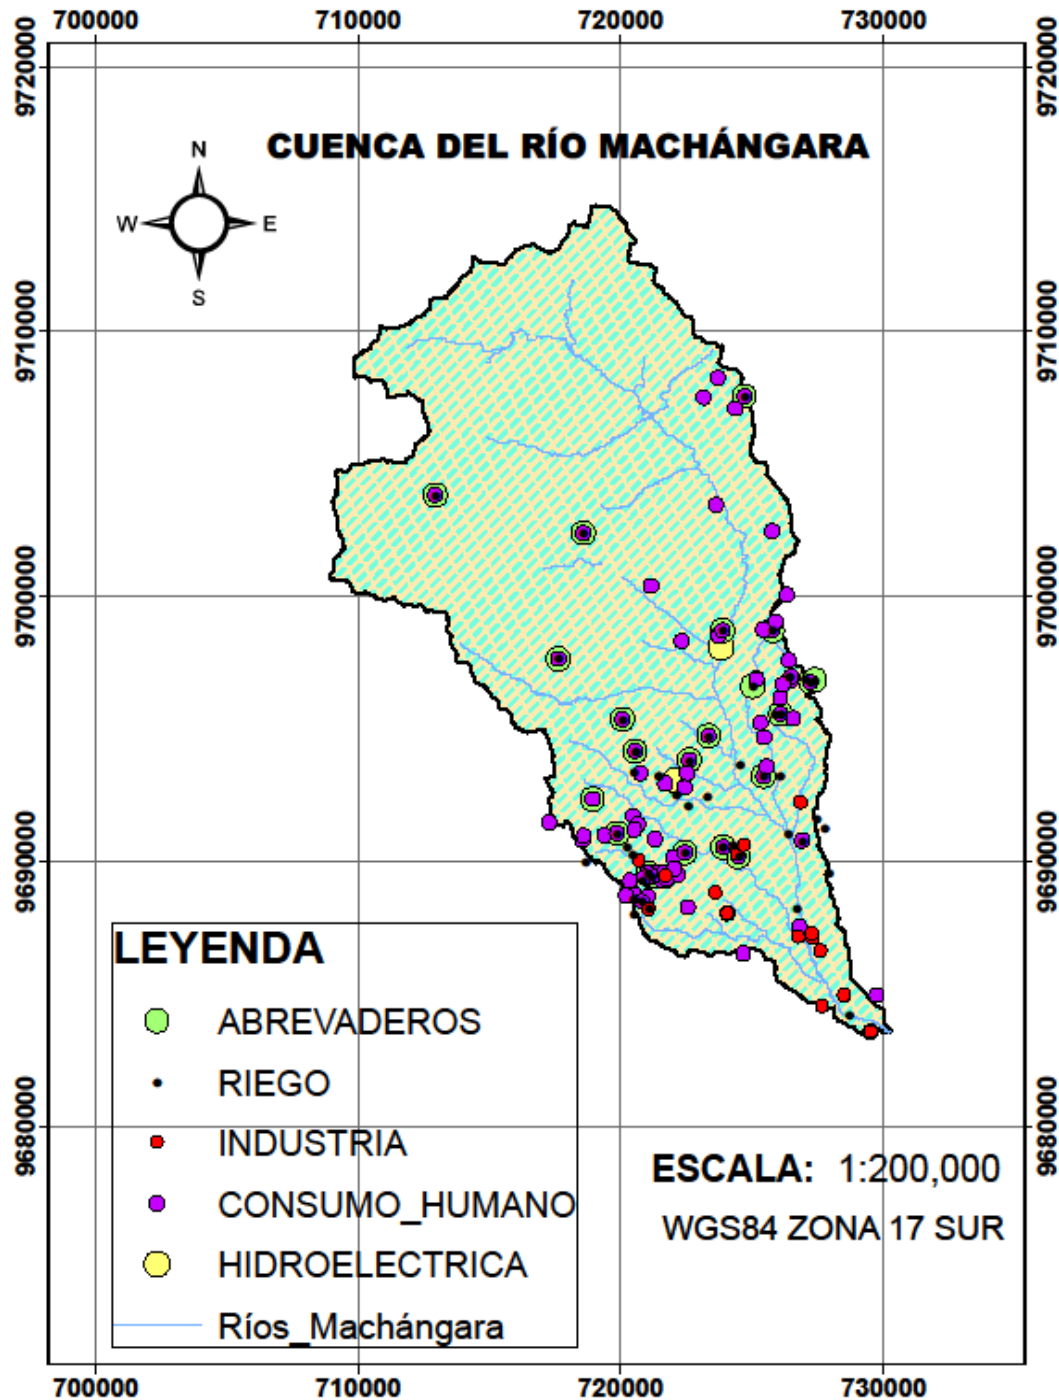 700000 710000 720000 730000
9720000 9720000
CUENCA DEL RÍO MACHÁNGARA
N
W E
S
9710000 9710000
9700000 9700000
9690000 9690000
LEYENDA
ABREVADEROS
RIEGO
INDUSTRIA
CONSUMO_HUMANO
HIDROELECTRICA
Ríos_Machángara
9680000 9680000
ESCALA: 1:200,000
WGS84 ZONA 17 SUR
700000 710000 720000 730000